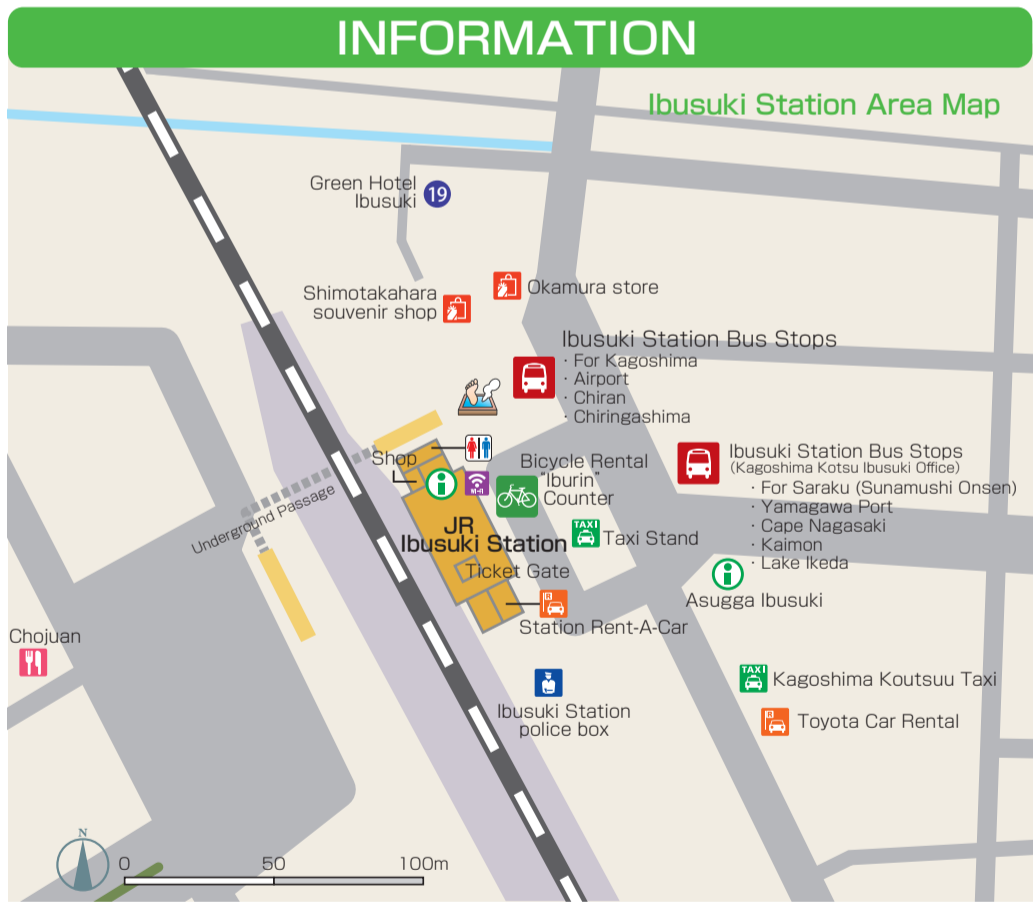 INFORMATION
Ibusuki Station Area Map
Green Hotel
Ibusuki
19
Shimotakahara
souvenir shop
Okamura store
Ibusuki Station Bus Stops
· For Kagoshima
· Airport
· Chiran
· Chiringashima
Ibusuki Station Bus Stops
(Kagoshima Kotsu Ibusuki Office)
· For Saraku (Sunamushi Onsen)
· Yamagawa Port
· Cape Nagasaki
· Kaimon
· Lake Ikeda
Shop
Wi-Fi
Bicycle Rental
"Iburin"
Counter
Underground Passage
JR
Ibusuki Station
TAXI
Taxi Stand
Ticket Gate
Asugga Ibusuki
R
Station Rent-A-Car
Chojuan
Ibusuki Station
police box
TAXI
Kagoshima Koutsuu Taxi
R
Toyota Car Rental
N
0 50 100m